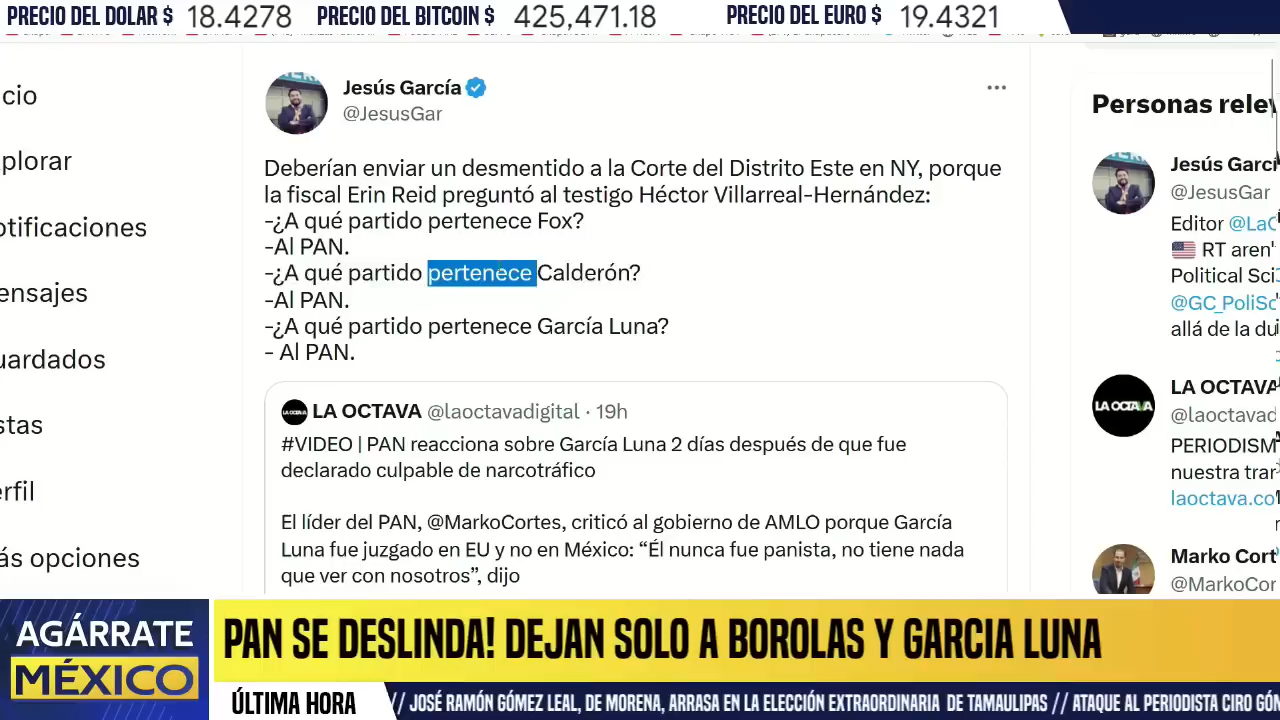 PRECIO DEL DOLAR $ 18.4278 PRECIO DEL BITCOIN $ 425,471.18 PRECIO DEL EURO $ 19.4321
cio
plorar
otificaciones
ensajes
uardados
stas
erfil
ás opciones
Jesús García
@JesusGar
Deberían enviar un desmentido a la Corte del Distrito Este en NY, porque
la fiscal Erin Reid preguntó al testigo Héctor Villarreal-Hernández:
-¿A qué partido pertenece Fox?
-Al PAN.
-¿A qué partido pertenece Calderón?
-Al PAN.
-¿A qué partido pertenece García Luna?
- Al PAN.
LA OCTAVA @laoctavadigital · 19h
#VIDEO | PAN reacciona sobre García Luna 2 días después de que fue
declarado culpable de narcotráfico
El líder del PAN, @MarkoCortes, criticó al gobierno de AMLO porque García
Luna fue juzgado en EU y no en México: “Él nunca fue panista, no tiene nada
que ver con nosotros”, dijo
Personas relev
Jesús Garcí
@JesusGar
Editor @LaO
RT aren'
Political Sci
@GC_PoliSc
allá de la du
LA OCTAVA
LA OCTAVA
@laoctavad
PERIODISM
nuestra tran
laoctava.co
Marko Cort
@MarkoCor
AGÁRRATE
MÉXICO
PAN SE DESLINDA! DEJAN SOLO A BOROLAS Y GARCIA LUNA
ÚLTIMA HORA // JOSÉ RAMÓN GÓMEZ LEAL, DE MORENA, ARRASA EN LA ELECCIÓN EXTRAORDINARIA DE TAMAULIPAS // ATAQUE AL PERIODISTA CIRO GÓM